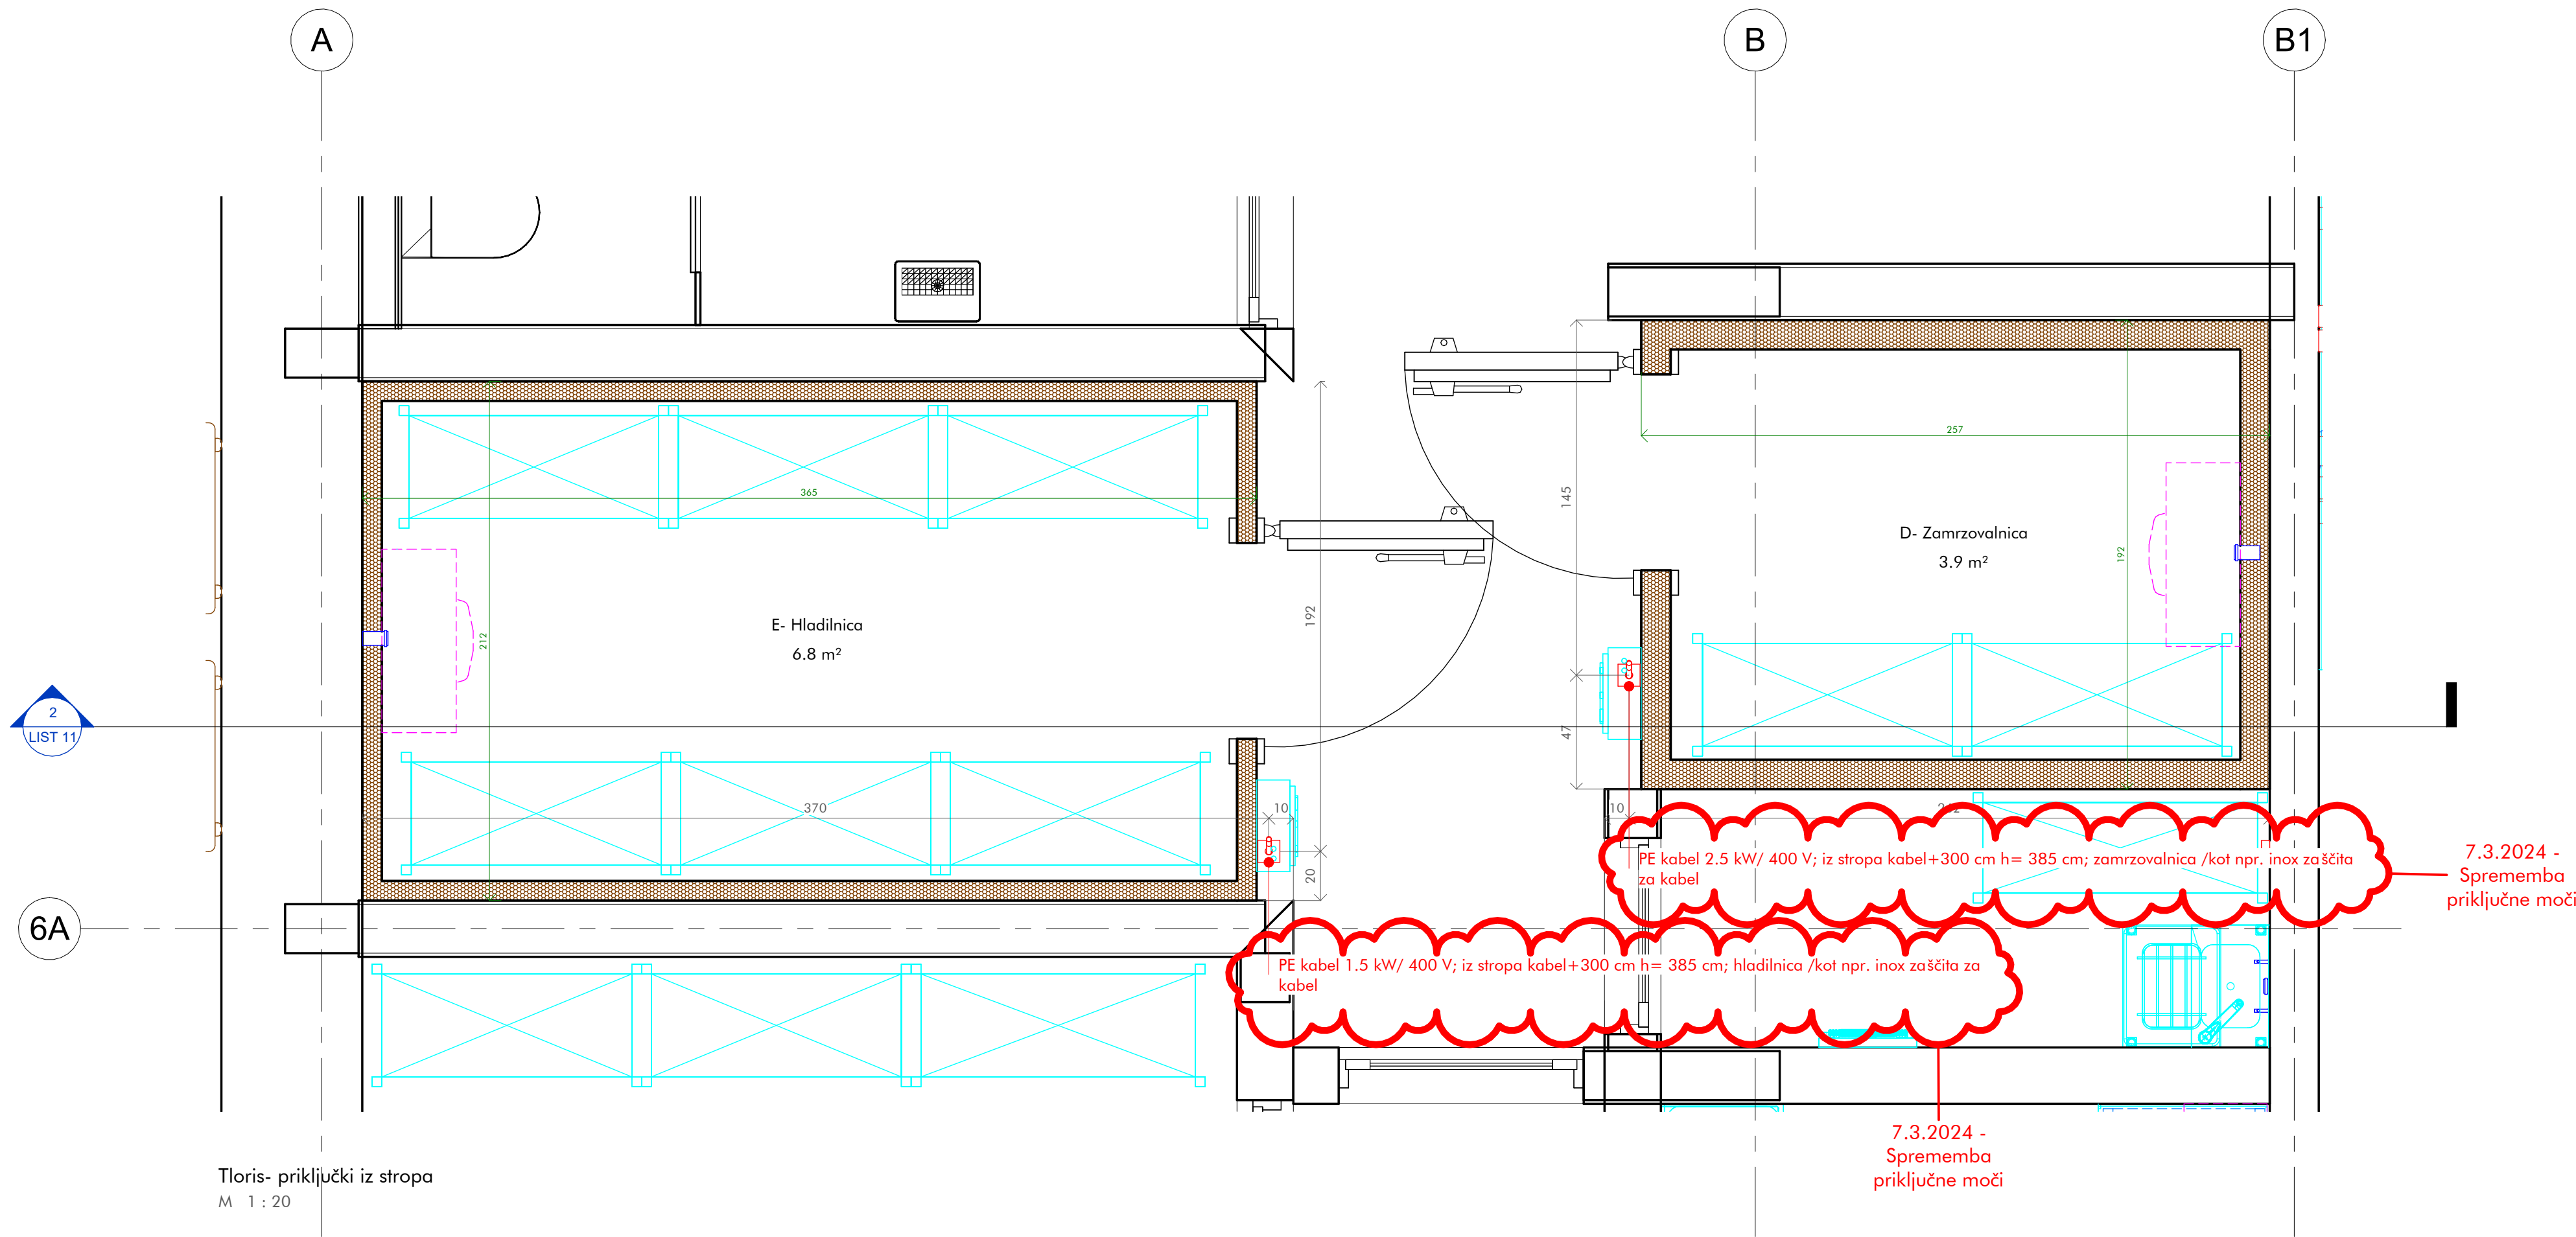 A
B
B1
145
257
365
D- Zamrzovalnica
3.9 m²
192
192
E- Hladilnica
6.8 m²
212
2
LIST 11
47
370
10
10
PE kabel 2.5 kW/ 400 V; iz stropa kabel+300 cm h= 385 cm; zamrzovalnica /kot npr. inox zaščita
za kabel
7.3.2024 -
Sprememba
priključne moči
20
6A
PE kabel 1.5 kW/ 400 V; iz stropa kabel+300 cm h= 385 cm; hladilnica /kot npr. inox zaščita za
kabel
7.3.2024 -
Sprememba
priključne moči
Tloris- priključki iz stropa
M 1 : 20